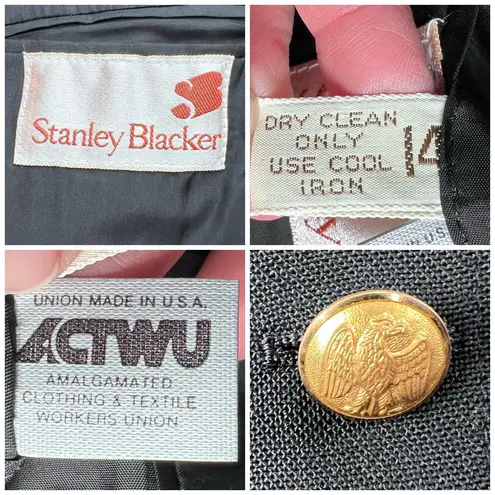 SB
Stanley Blacker
DRY CLEAN
ONLY
USE COOL
IRON
14
IN U.S.
UNION MADE IN U.S.A.
ACTWU
AMALGAMATED
CLOTHING & TEXTILE
WORKERS UNION